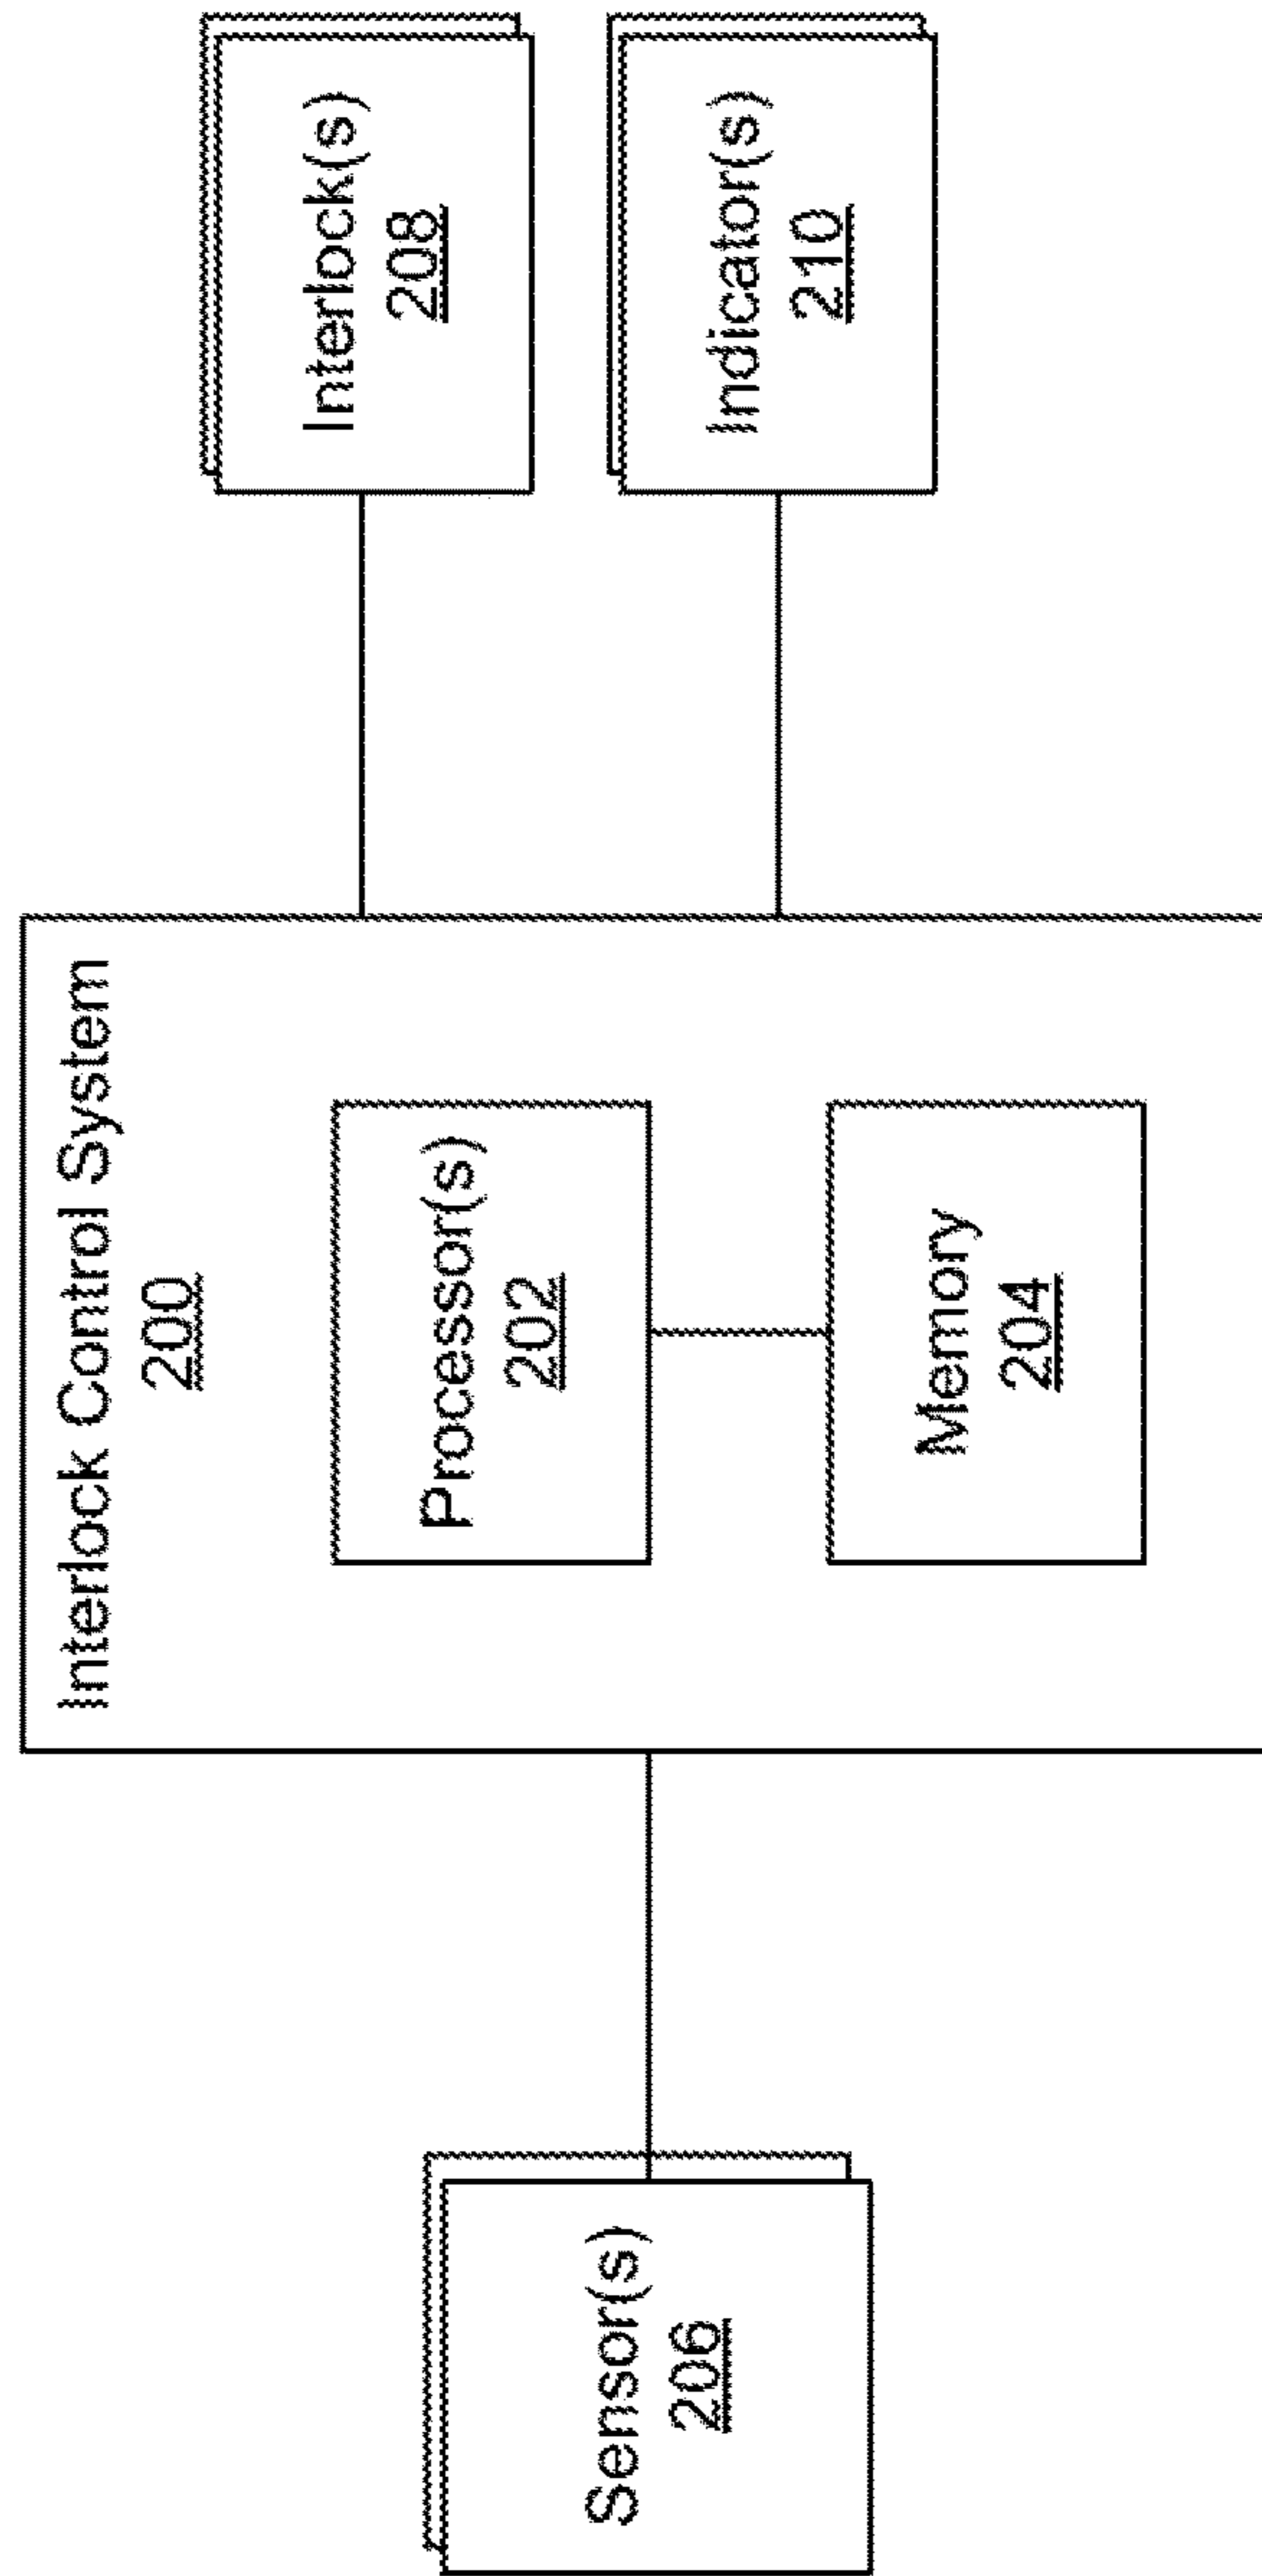 Interlock Control System
200
Processor(s)
202
Memory
204
Sensor(s)
206
Interlock(s)
208
Indicator(s)
210